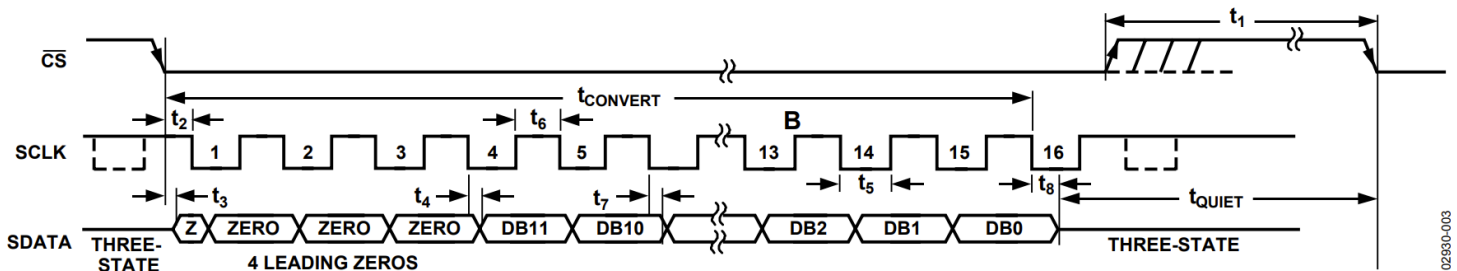 t1
CS
tCONVERT
t2 t6 B
SCLK 1 2 3 4 5 13 14 15 16
t3 t4 t7 t5 t8 tQUIET
SDATA Z ZERO ZERO ZERO DB11 DB10 DB2 DB1 DB0
THREE-
STATE
4 LEADING ZEROS
THREE-STATE
02930-003